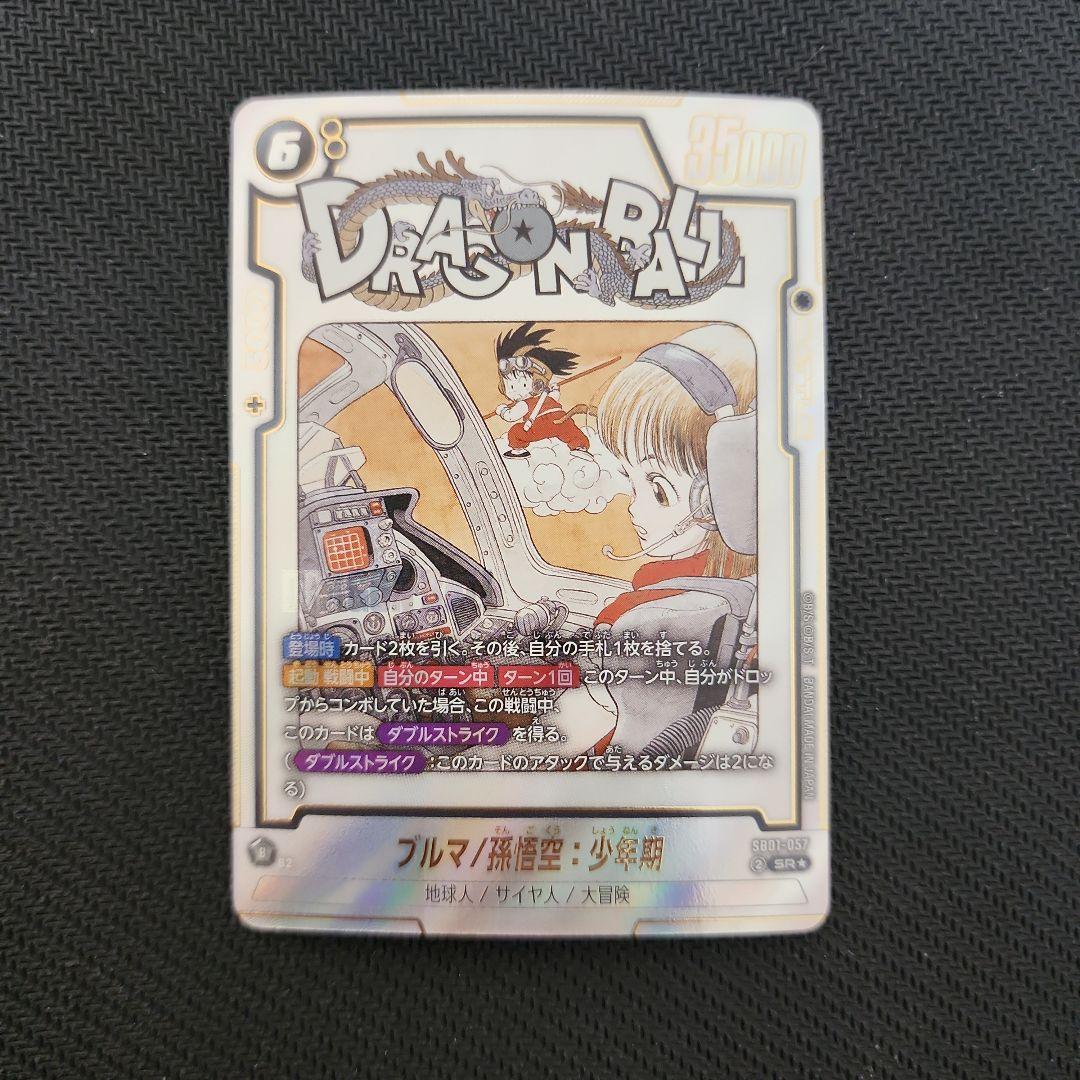 6
8
35000
DRAGON BALL
登場時 カード2枚を引く。その後、自分の手札1枚を捨てる。
起動 戦闘中 自分のターン中 ターン1回 このターン中、自分がドロッ
プからコンボしていた場合、この戦闘中、
このカードは ダブルストライク を得る。
( ダブルストライク :このカードのアタックで与えるダメージは2にな
る)
©B/S ©B/S・T BANDAI MADE IN JAPAN
ブルマ/孫悟空:少年期
B
B2
SB01-057
2 SR★
地球人 / サイヤ人 / 大冒険